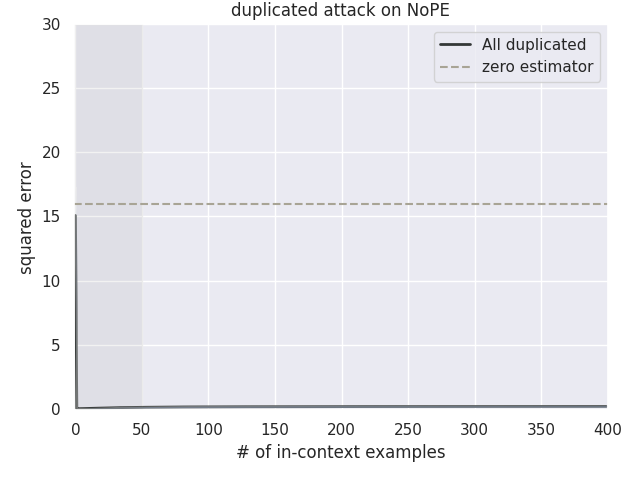 duplicated attack on NoPE
30
25
20
15
10
5
0
squared error
All duplicated
zero estimator
0 50 100 150 200 250 300 350 400
# of in-context examples